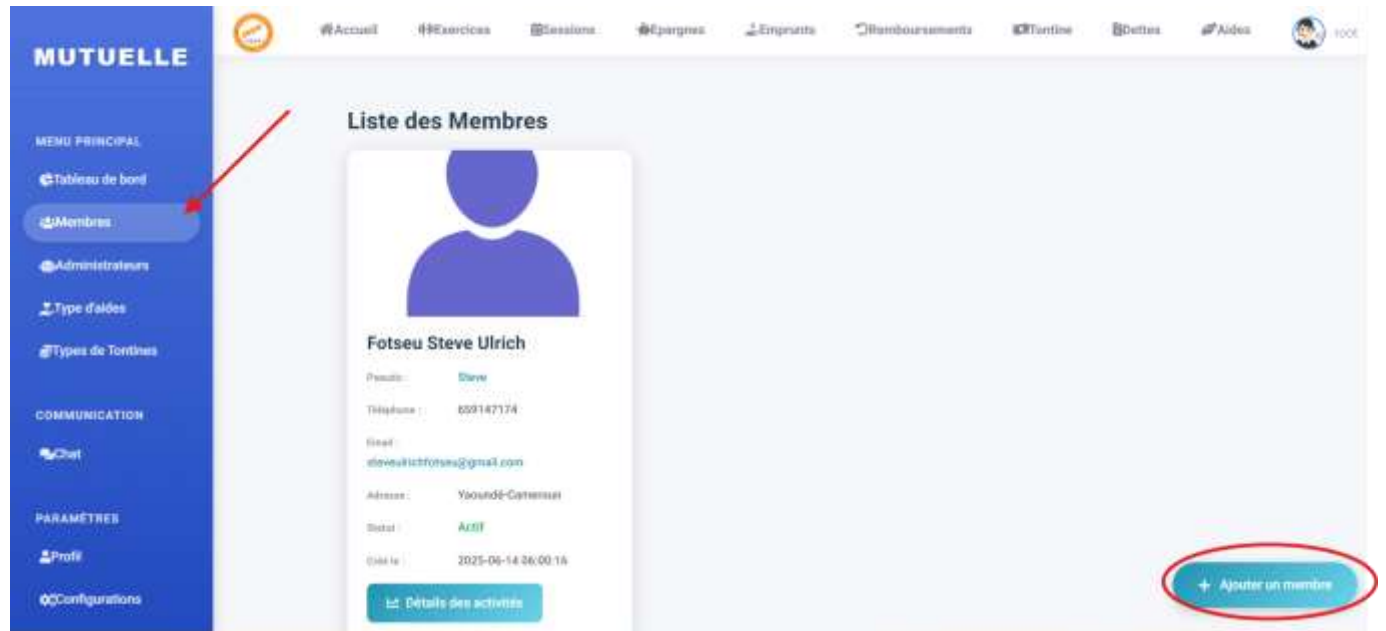 MUTUELLE
Accueil Exercices Sessions Epargnes Emprunts Remboursements Tontine Dettes Aides root
MENU PRINCIPAL
Tableau de bord
Membres
Administrateurs
Type d'aides
Types de Tontines
COMMUNICATION
Chat
PARAMÈTRES
Profil
Configurations
Liste des Membres
Fotseu Steve Ulrich
Pseudo : Steve
Téléphone : 659147174
Email :
steveulrichfotseu@gmail.com
Adresse : Yaoundé-Cameroun
Statut : Actif
Créé le : 2025-06-14 06:00:16
Détails des activités
+ Ajouter un membre